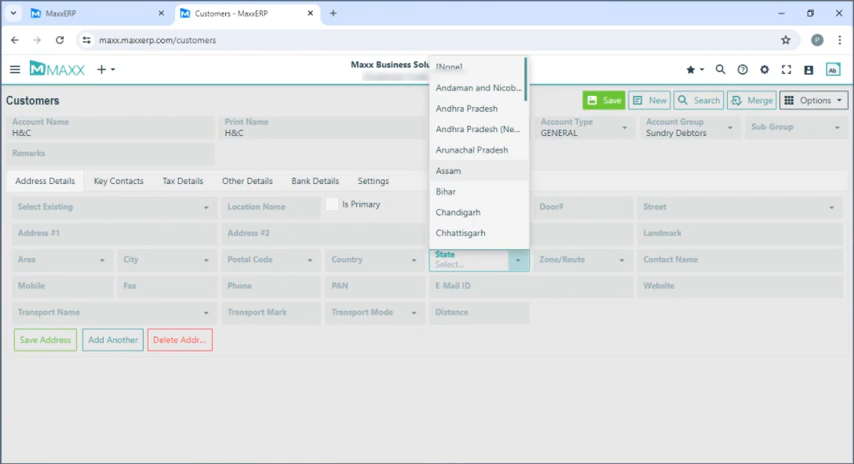 MaxxERP
Customers - MaxxERP
maxx.maxxerp.com/customers
P
MAXX
Maxx Business Solu
Ab
Customers
Save
New
Search
Merge
Options
Account Name
H&C
Print Name
H&C
Account Type
GENERAL
Account Group
Sundry Debtors
Sub-Group
Remarks
[None]
Andaman and Nicob...
Andhra Pradesh
Andhra Pradesh (Ne...
Arunachal Pradesh
Assam
Bihar
Chandigarh
Chhattisgarh
Address Details
Key Contacts
Tax Details
Other Details
Bank Details
Settings
Select Existing
Location Name
Is Primary
Door#
Street
Address #1
Address #2
Landmark
Area
City
Postal Code
Country
State
Select...
Zone/Route
Contact Name
Mobile
Fax
Phone
PAN
E-Mail ID
Website
Transport Name
Transport Mark
Transport Mode
Distance
Save Address
Add Another
Delete Addr...